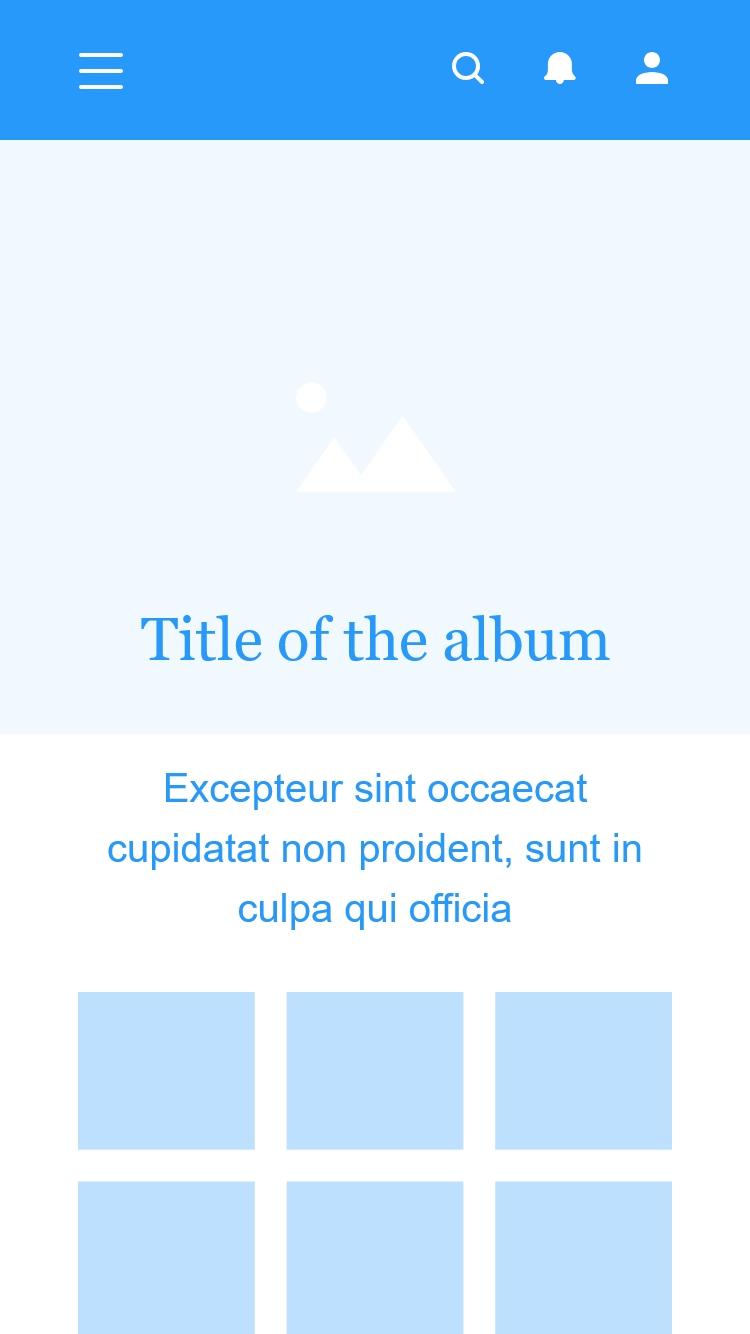 Title of the album
Excepteur sint occaecat
cupidatat non proident, sunt in
culpa qui officia